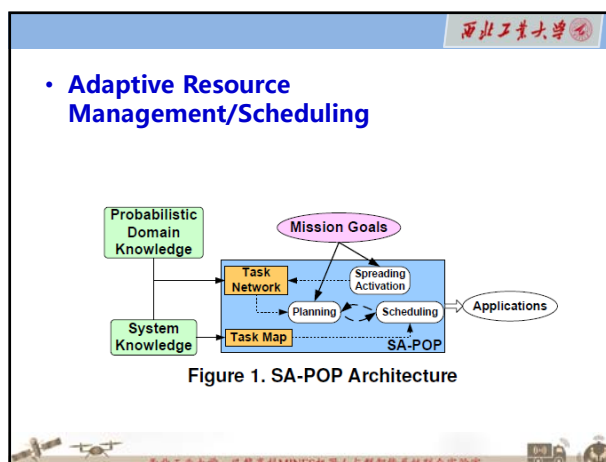 西北工业大学
• Adaptive Resource
Management/Scheduling
Probabilistic
Domain
Knowledge
Mission Goals
Task
Network
Spreading
Activation
Planning
Scheduling
Applications
System
Knowledge
Task Map
SA-POP
Figure 1. SA-POP Architecture